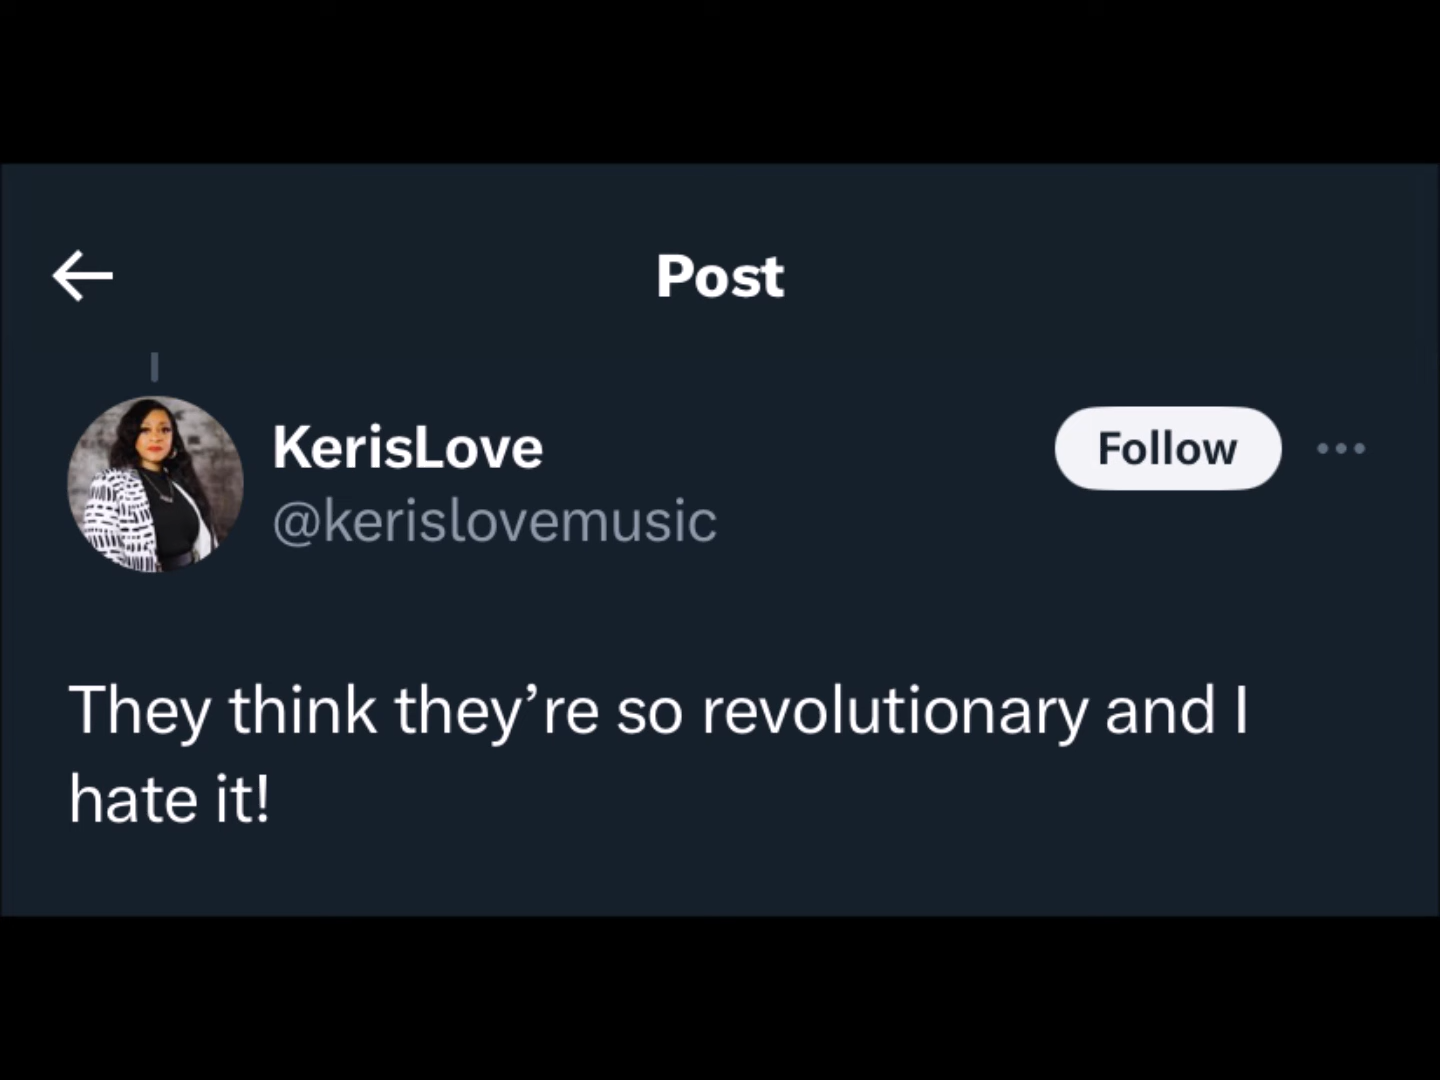 Post
KerisLove
Follow
@kerislovemusic
They think they’re so revolutionary and I
hate it!